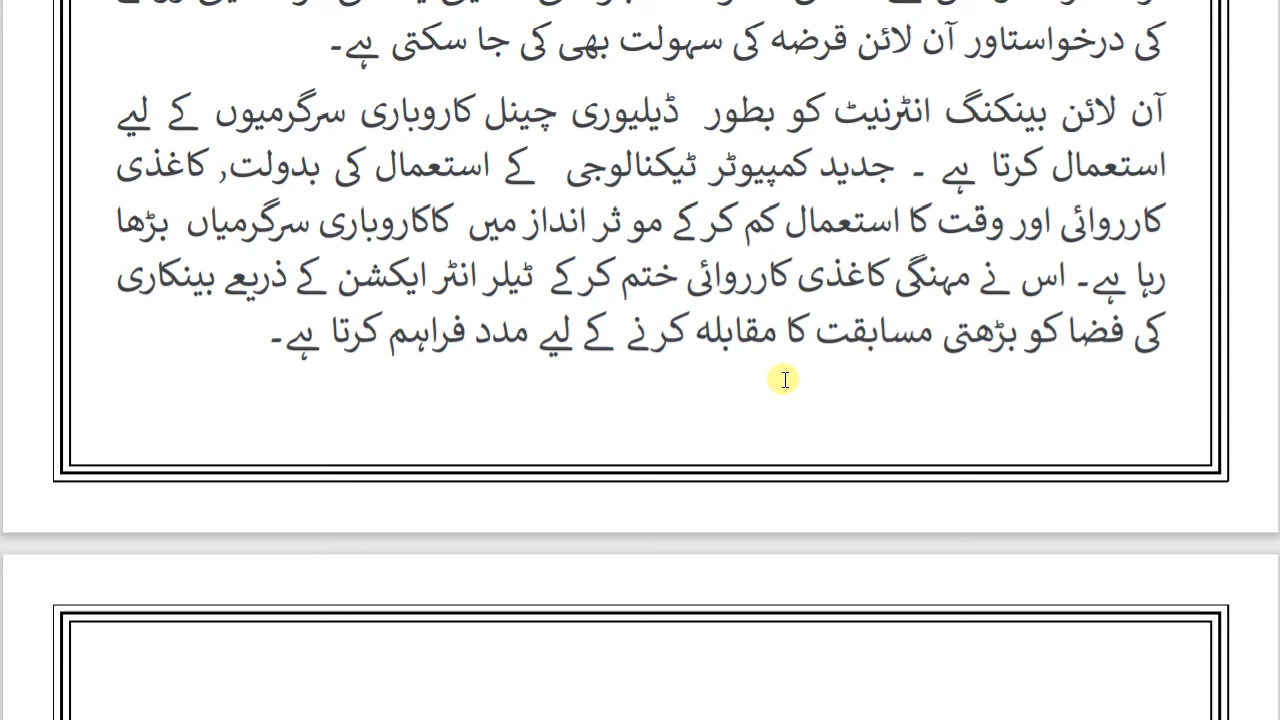 کی درخواستاور آن لائن قرضہ کی سہولت بھی کی جا سکتی ہے۔
آن لائن بینکنگ انٹرنیٹ کو بطور ڈیلیوری چینل کاروباری سرگرمیوں کے لیے
استعمال کرتا ہے ۔ جدید کمپیوٹر ٹیکنالوجی کے استعمال کی بدولت, کاغذی
کارروائی اور وقت کا استعمال کم کر کے مو ثر انداز میں کاکاروباری سرگرمیاں بڑھا
رہا ہے۔ اس نے مہنگی کاغذی کارروائی ختم کر کے ٹیلر انٹر ایکشن کے ذریعے بینکاری
کی فضا کو بڑھتی مسابقت کا مقابلہ کر نے کے لیے مدد فراہم کرتا ہے۔